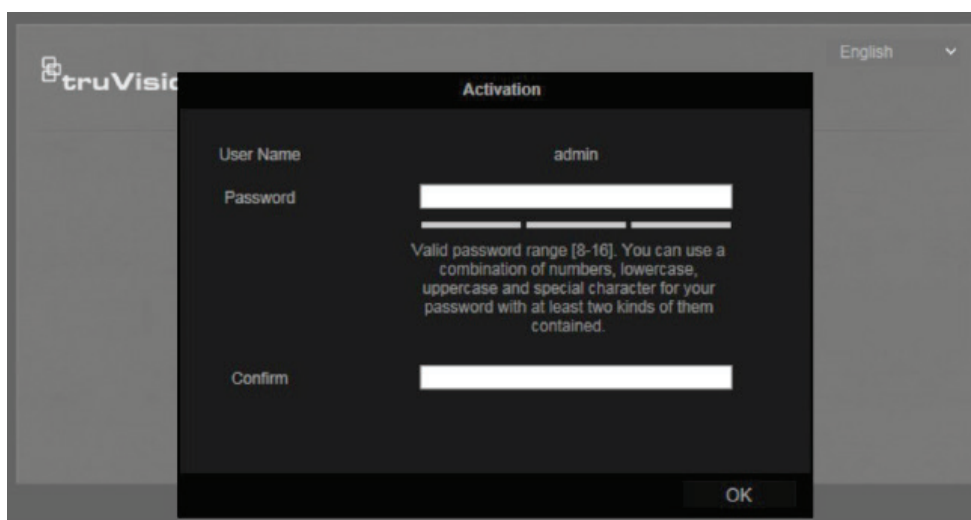 English
truVisio
Activation
User Name admin
Password
Valid password range [8-16]. You can use a
combination of numbers, lowercase,
uppercase and special character for your
password with at least two kinds of them
contained.
Confirm
OK